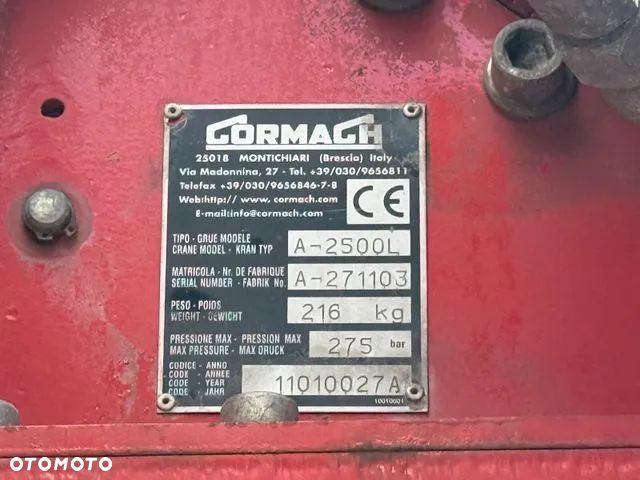 CORMACH
25018 MONTICHIARI (Brescia) Italy
Via Madonnina, 27 - Tel. +39/030/9656811
Telefax +39/030/9656846-7-8
Web:http// www. cormach.com
E-mail:info@cormach.com
CE
TIPO - GRUE MODELE
CRANE MODEL - KRAN TYP
A-2500L
MATRICOLA - Nr. DE FABRIQUE
SERIAL NUMBER - FABRIK No.
A-271103
PESO - POIDS
WEIGHT - GEWICHT
216 kg
PRESSIONE MAX - PRESSION MAX
MAX PRESSURE - MAX DRUCK
275 bar
CODICE - ANNO
CODE - ANNEE
CODE - YEAR
CODE - JAHR
11010027A
10010001
OTOMOTO